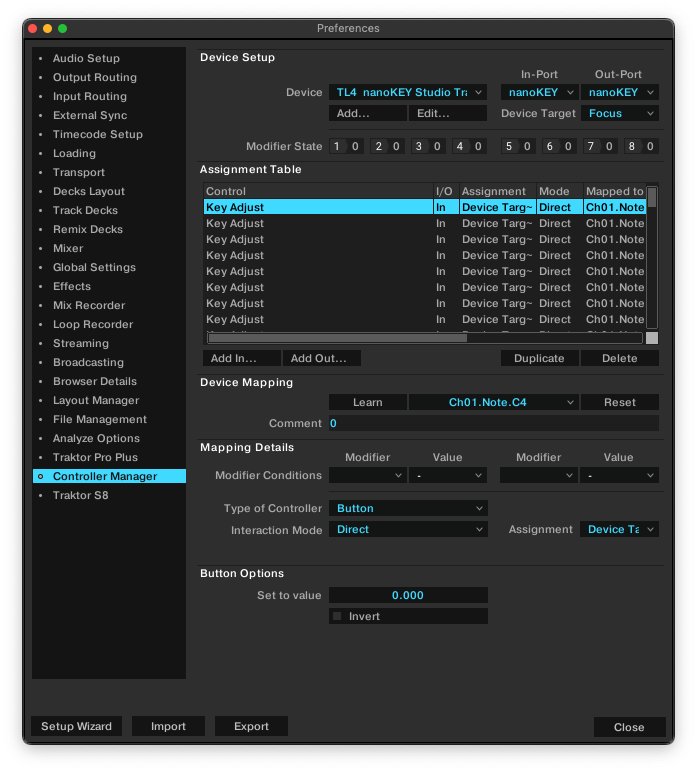 Preferences
Audio Setup
Output Routing
Input Routing
External Sync
Timecode Setup
Loading
Transport
Decks Layout
Track Decks
Remix Decks
Mixer
Global Settings
Effects
Mix Recorder
Loop Recorder
Streaming
Broadcasting
Browser Details
Layout Manager
File Management
Analyze Options
Traktor Pro Plus
Controller Manager
Traktor S8
Device Setup
In-Port Out-Port
Device TL4 nanoKEY Studio Tra nanoKEY nanoKEY
Add... Edit... Device Target Focus
Modifier State 1 0 2 0 3 0 4 0 5 0 6 0 7 0 8 0
Assignment Table
Control I/O Assignment Mode Mapped to
Key Adjust In Device Targ~ Direct Ch01.Note
Key Adjust In Device Targ~ Direct Ch01.Note
Key Adjust In Device Targ~ Direct Ch01.Note
Key Adjust In Device Targ~ Direct Ch01.Note
Key Adjust In Device Targ~ Direct Ch01.Note
Key Adjust In Device Targ~ Direct Ch01.Note
Key Adjust In Device Targ~ Direct Ch01.Note
Key Adjust In Device Targ~ Direct Ch01.Note
Add In... Add Out... Duplicate Delete
Device Mapping
Learn Ch01.Note.C4 Reset
Comment 0
Mapping Details
Modifier Value Modifier Value
Modifier Conditions - -
Type of Controller Button
Interaction Mode Direct Assignment Device Ta
Button Options
Set to value 0.000
Invert
Setup Wizard Import Export Close